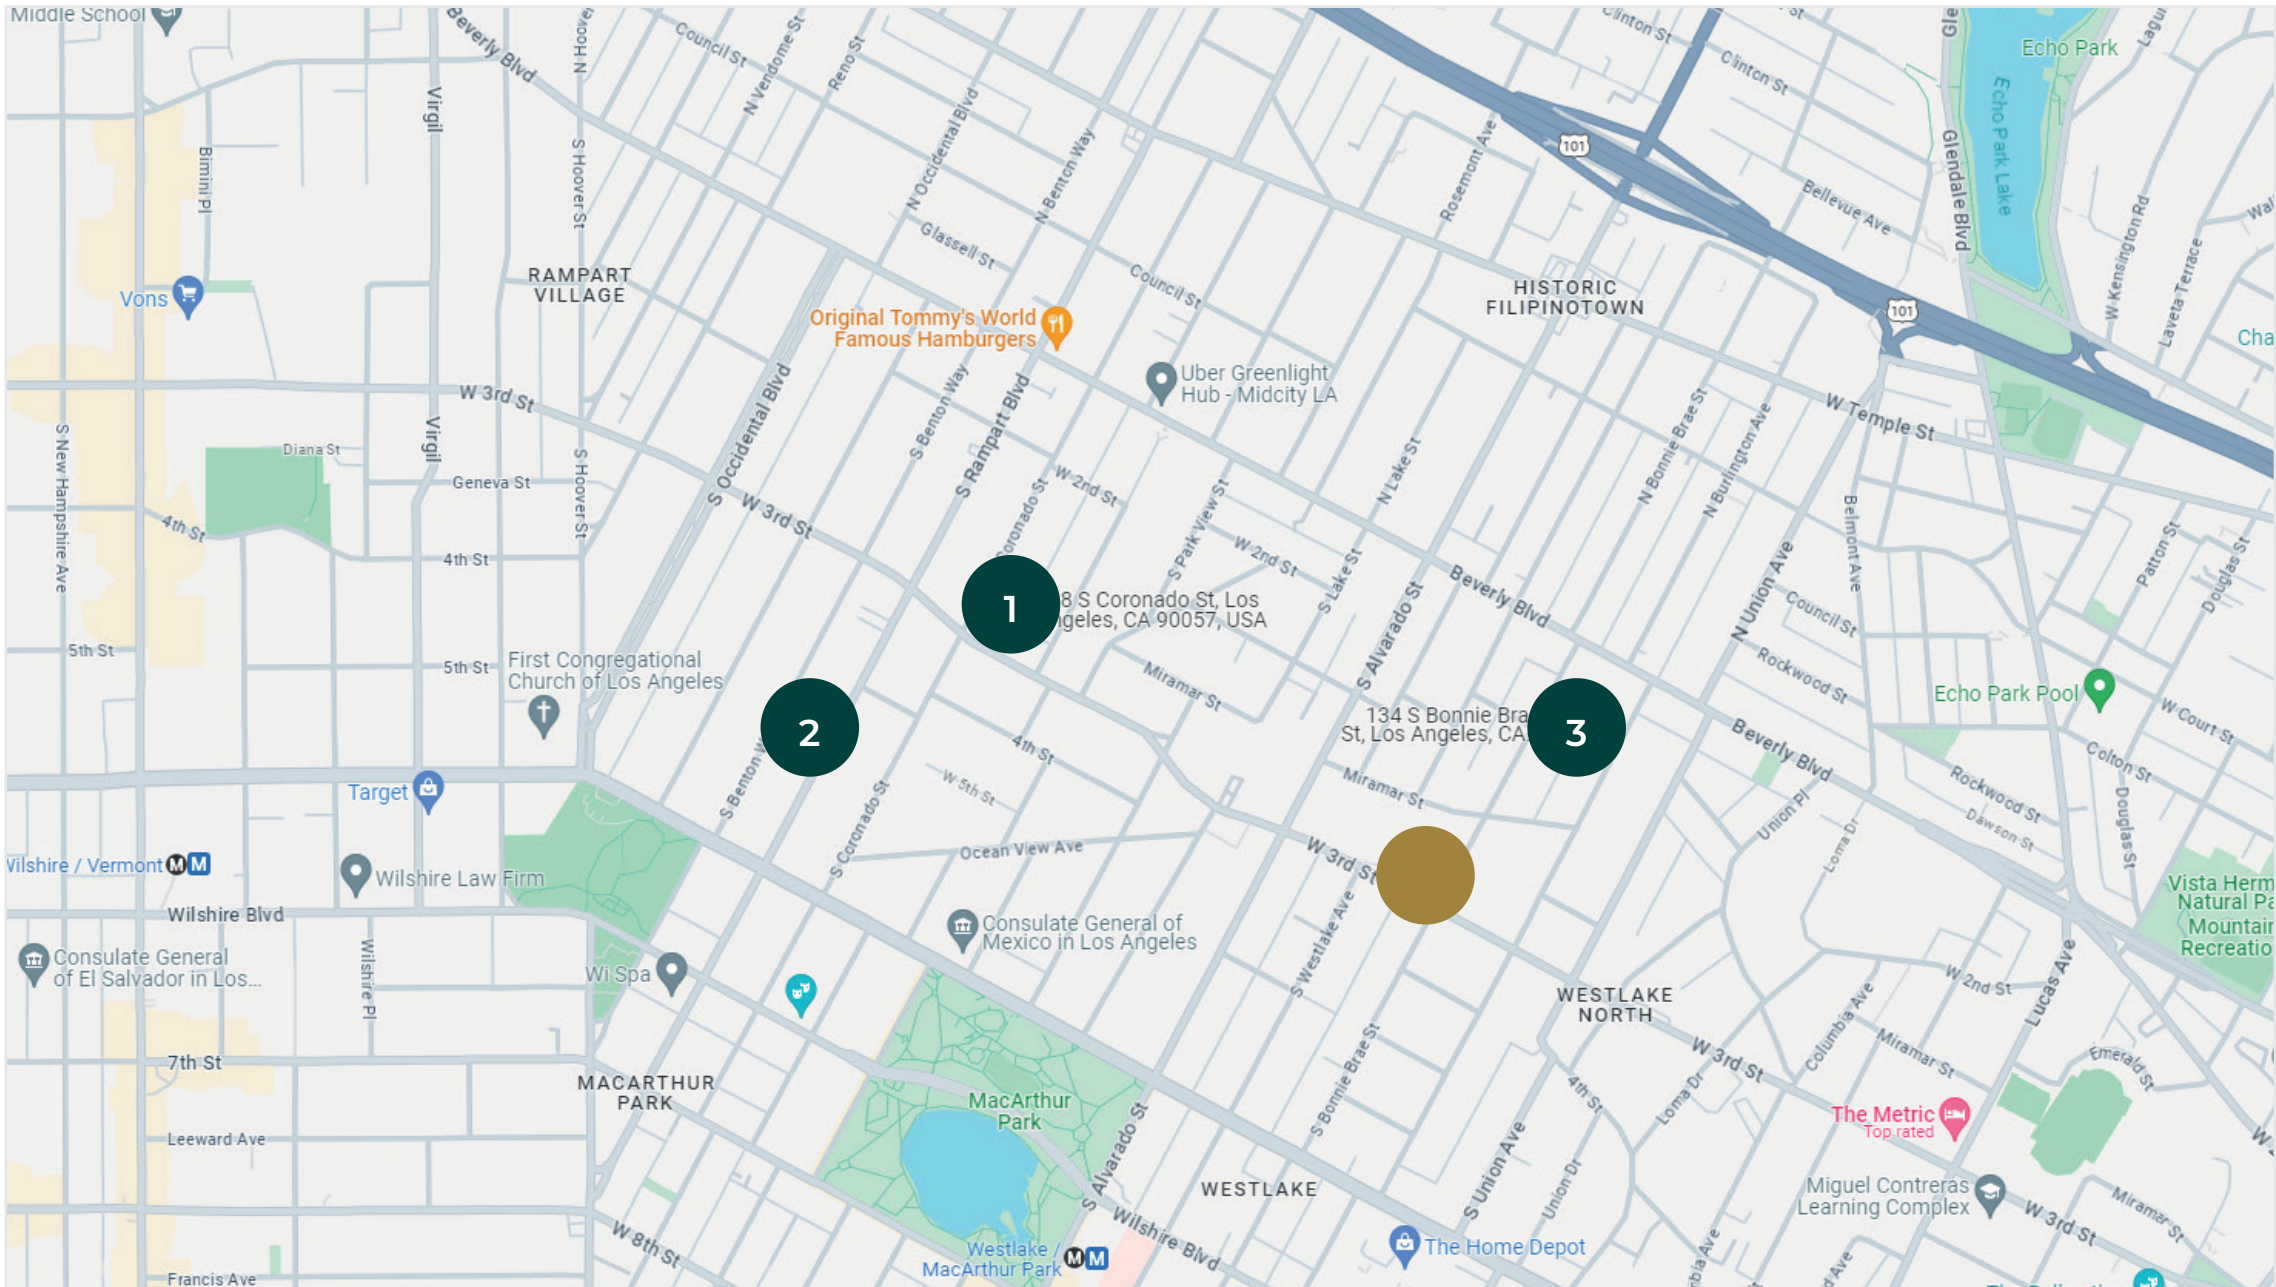 Middle School
Beverly Blvd
N Hoover
Council St
N Vendome St
Reno St
Clinton St
Clinton St
Echo Park
Echo Park Lake
Glendale Blvd
Virgil
Bimini Pl
S Hoover St
N Occidental Blvd
N Benton Way
Rosemont Ave
101
Bellevue Ave
W Kensington Rd
Laveta Terrace
Glassell St
Council St
RAMPART
VILLAGE
HISTORIC
FILIPINOTOWN
101
Vons
Original Tommy's World
Famous Hamburgers
Uber Greenlight
Hub - Midcity LA
Cha
W 3rd St
Virgil
S Hoover St
S Occidental Blvd
S Benton Way
S Rampart Blvd
N Lake St
N Bonnie Brae St
N Burlington Ave
W Temple St
Diana St
Geneva St
W 3rd St
Coronado St
W 2nd St
S Park View St
W 2nd St
S Lake St
Belmont Ave
S New Hampshire Ave
4th St
4th St
Patton St
Douglas St
1
8 S Coronado St, Los
geles, CA 90057, USA
Beverly Blvd
S Alvarado St
N Union Ave
Council St
Rockwood St
5th St
5th St
First Congregational
Church of Los Angeles
Miramar St
Echo Park Pool
W Court St
2
134 S Bonnie Bra
St, Los Angeles, CA
3
Beverly Blvd
Colton St
Rockwood St
Dawson St
Douglas St
4th St
W 5th St
Target
S Benton W
S Coronado St
Miramar St
Union Pl
Loma Dr
Ocean View Ave
W 3rd St
Wilshire / Vermont
M
M
Wilshire Law Firm
Wilshire Blvd
Vista Herm
Natural Pa
Mountain
Recreatio
Consulate General of
Mexico in Los Angeles
S Westlake Ave
Consulate General
of El Salvador in Los...
Wilshire Pl
Wi Spa
W 2nd St
Lucas Ave
WESTLAKE
NORTH
Columbia Ave
Miramar St
W 3rd St
Emerald St
7th St
S Bonnie Brae St
4th St
Loma Dr
MACARTHUR
PARK
MacArthur
Park
The Metric
Top rated
Leeward Ave
S Alvarado St
S Union Ave
Union Dr
WESTLAKE
Miguel Contreras
Learning Complex
Miramar St
W 3rd St
W 8th St
Wilshire Blvd
Westlake /
MacArthur Park
M
M
The Home Depot
Francis Ave